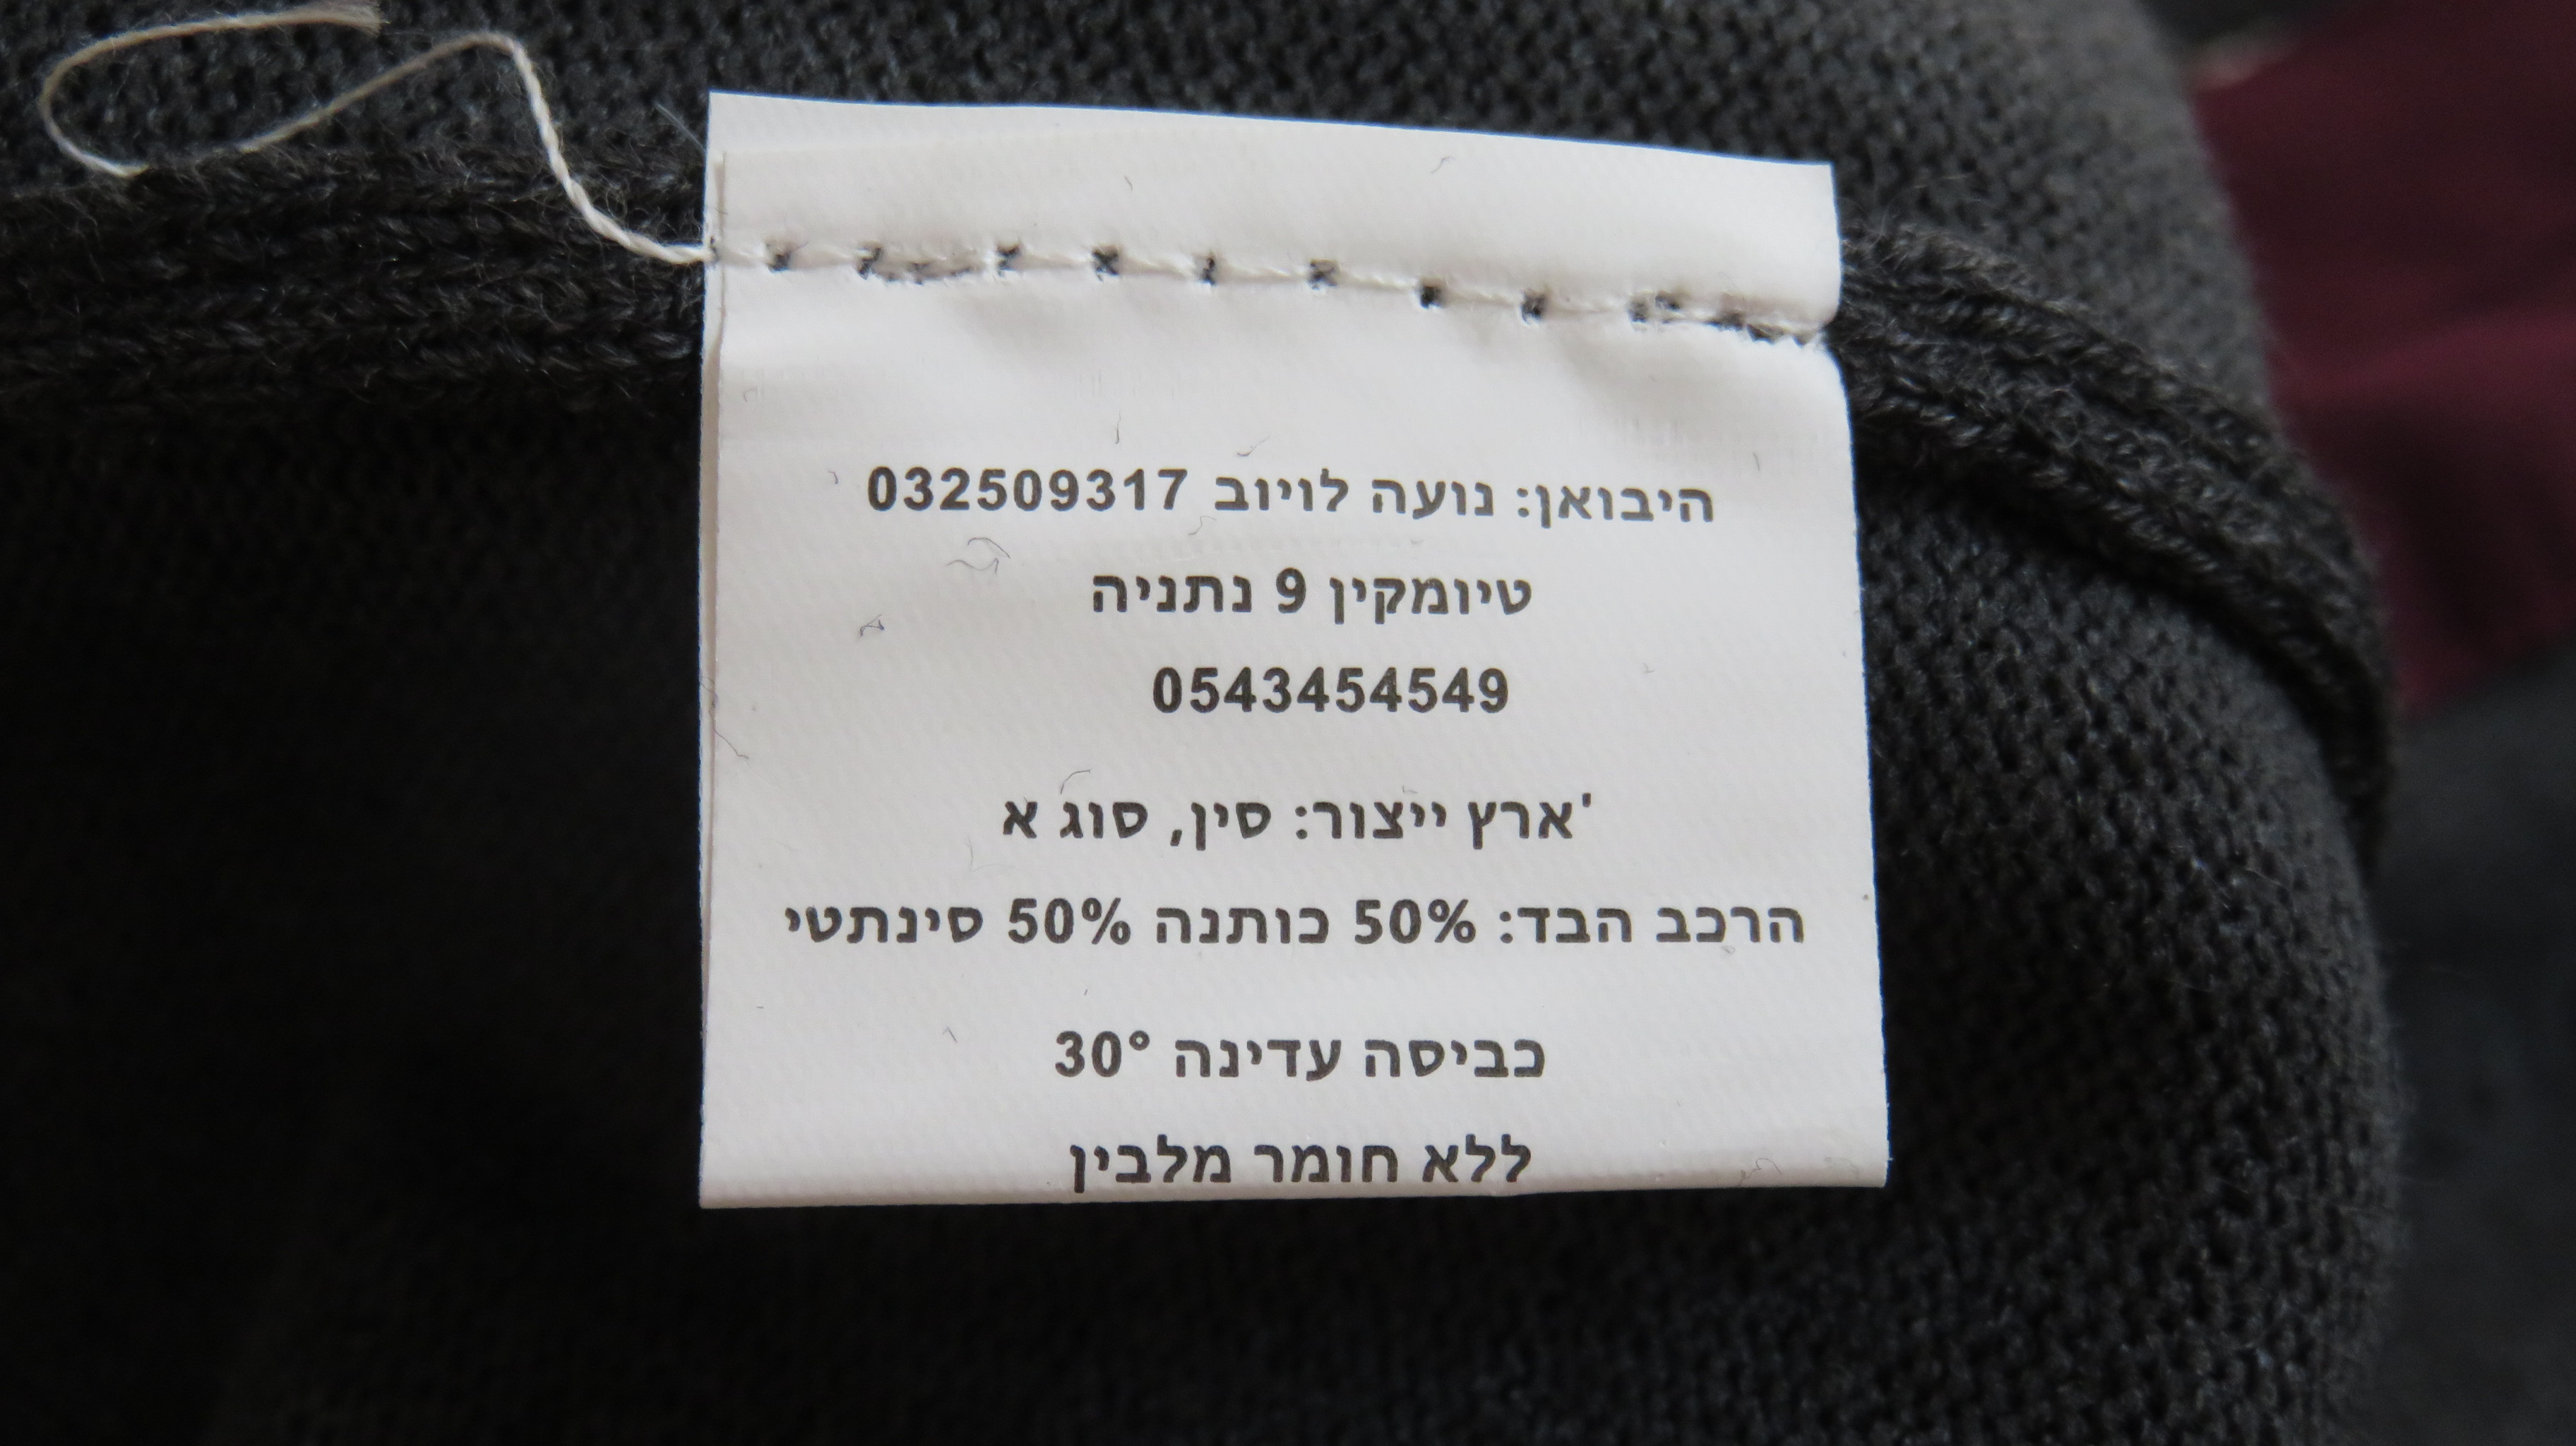 היבואן: נועה לויוב 032509317
טיומקין 9 נתניה
0543454549
'ארץ ייצור: סין, סוג א
הרכב הבד: 50% כותנה 50% סינתטי
כביסה עדינה 30°
ללא חומר מלבין